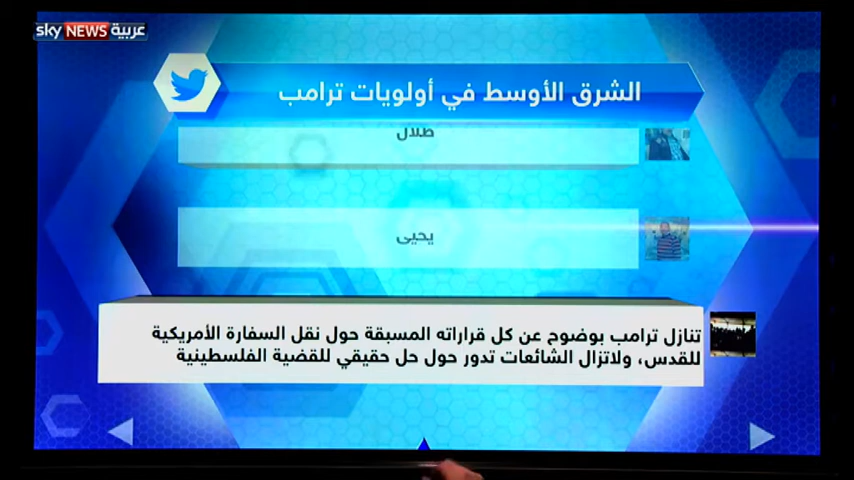 sky NEWS عربية
الشرق الأوسط في أولويات ترامب
طلال
يحيى
تنازل ترامب بوضوح عن كل قراراته المسبقة حول نقل السفارة الأمريكية
للقدس، ولاتزال الشائعات تدور حول حل حقيقي للقضية الفلسطينية